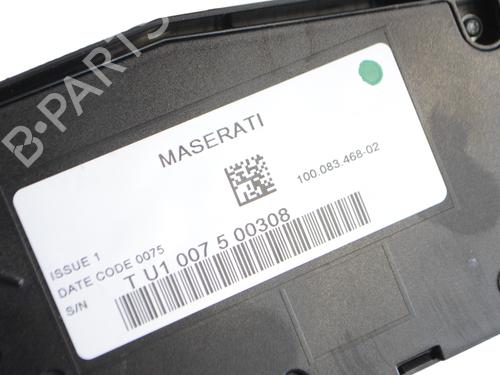 MASERATI
100.083.468-02
ISSUE 1
DATE CODE 0075
S/N
T U1 007 5 00308
B-PARTS